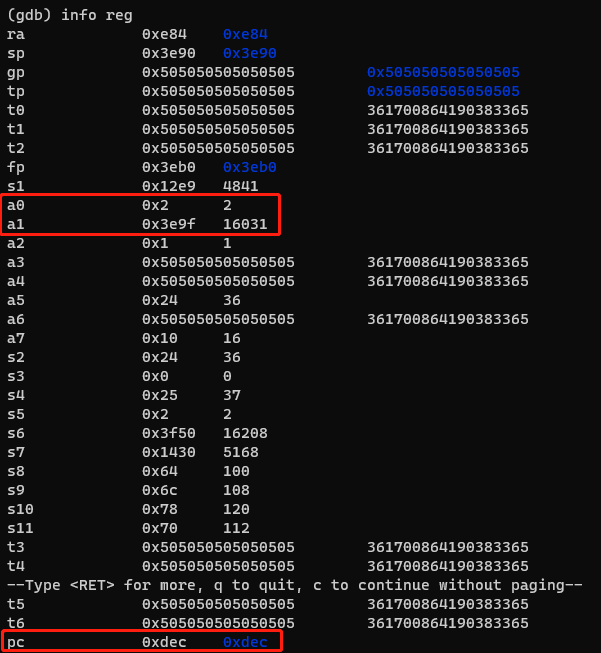 (gdb) info reg
ra 0xe84 0xe84
sp 0x3e90 0x3e90
gp 0x505050505050505 0x505050505050505
tp 0x505050505050505 0x505050505050505
t0 0x505050505050505 361700864190383365
t1 0x505050505050505 361700864190383365
t2 0x505050505050505 361700864190383365
fp 0x3eb0 0x3eb0
s1 0x12e9 4841
a0 0x2 2
a1 0x3e9f 16031
a2 0x1 1
a3 0x505050505050505 361700864190383365
a4 0x505050505050505 361700864190383365
a5 0x24 36
a6 0x505050505050505 361700864190383365
a7 0x10 16
s2 0x24 36
s3 0x0 0
s4 0x25 37
s5 0x2 2
s6 0x3f50 16208
s7 0x1430 5168
s8 0x64 100
s9 0x6c 108
s10 0x78 120
s11 0x70 112
t3 0x505050505050505 361700864190383365
t4 0x505050505050505 361700864190383365
--Type <RET> for more, q to quit, c to continue without paging--
t5 0x505050505050505 361700864190383365
t6 0x505050505050505 361700864190383365
pc 0xdec 0xdec